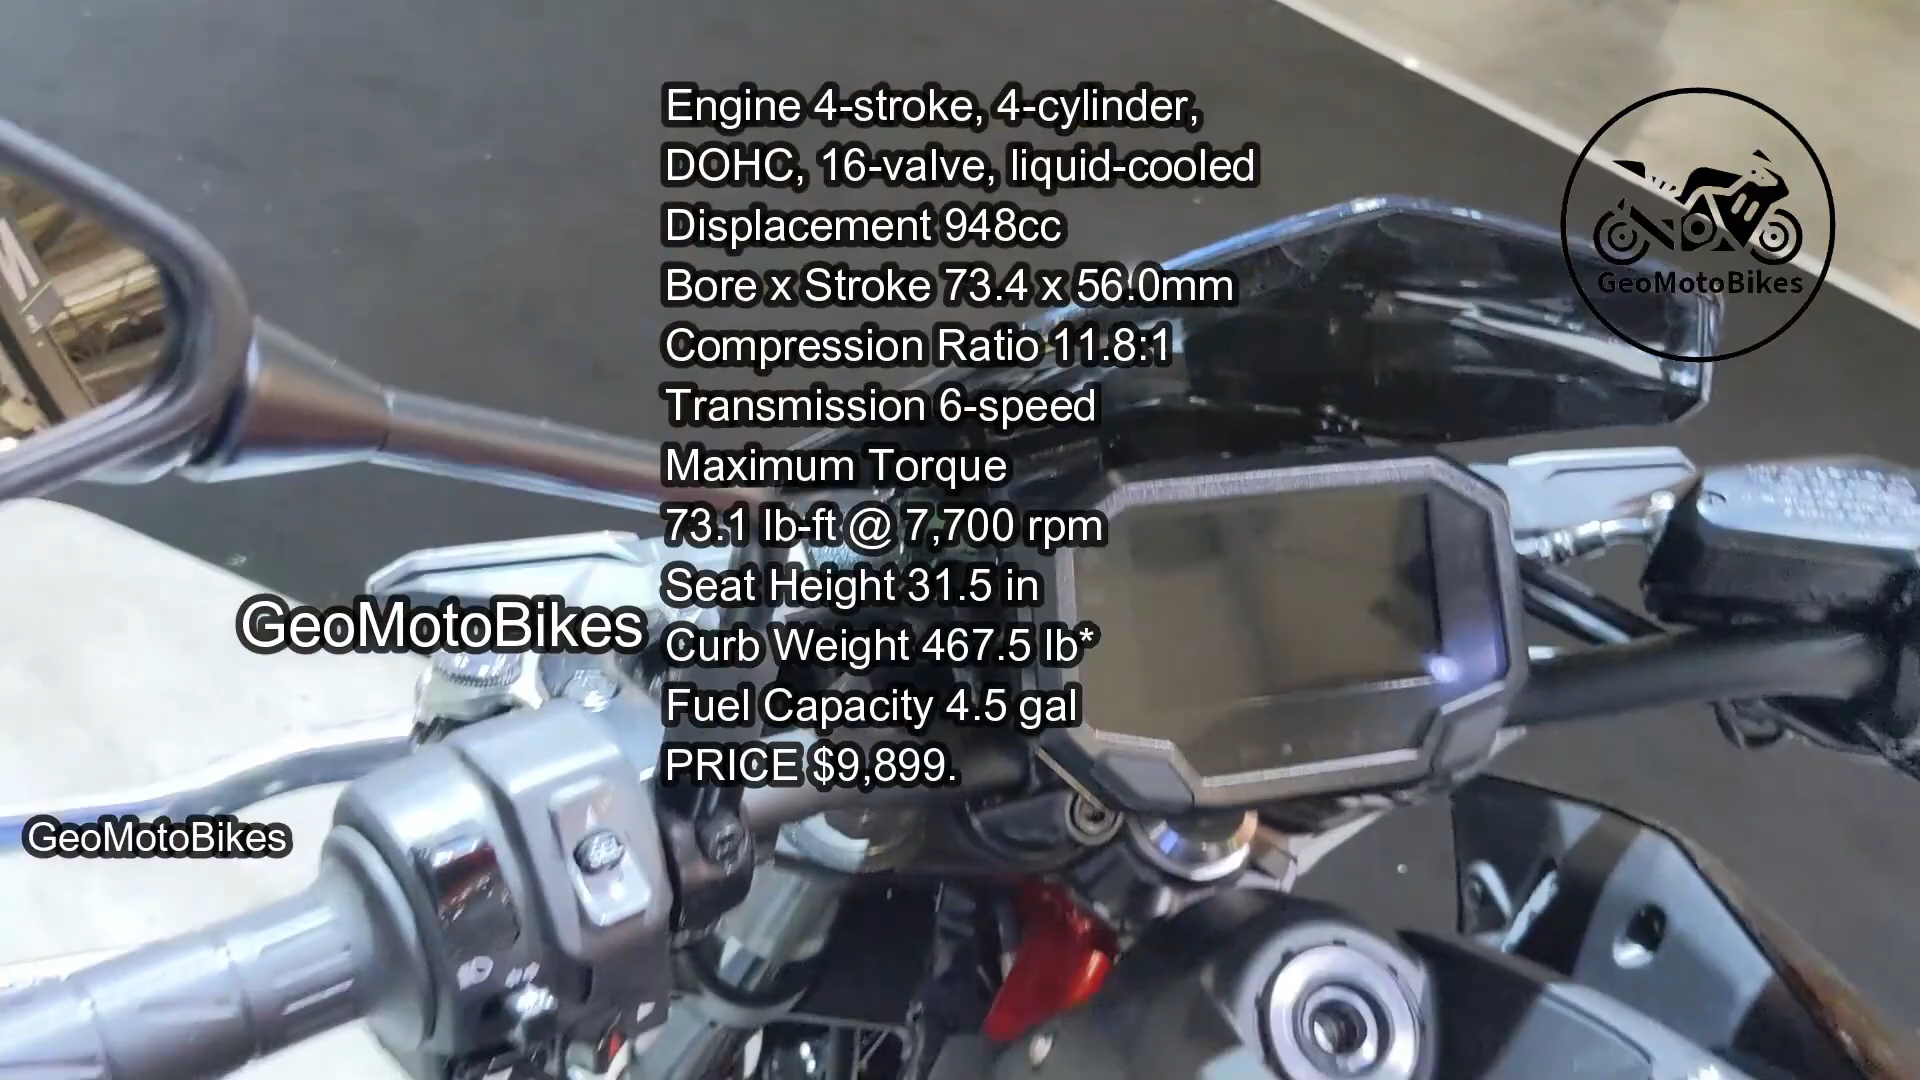 Engine 4-stroke, 4-cylinder,
DOHC, 16-valve, liquid-cooled
Displacement 948cc
Bore x Stroke 73.4 x 56.0mm
Compression Ratio 11.8:1
Transmission 6-speed
Maximum Torque
73.1 lb-ft @ 7,700 rpm
Seat Height 31.5 in
Curb Weight 467.5 lb*
Fuel Capacity 4.5 gal
PRICE $9,899.
GeoMotoBikes
GeoMotoBikes
GeoMotoBikes